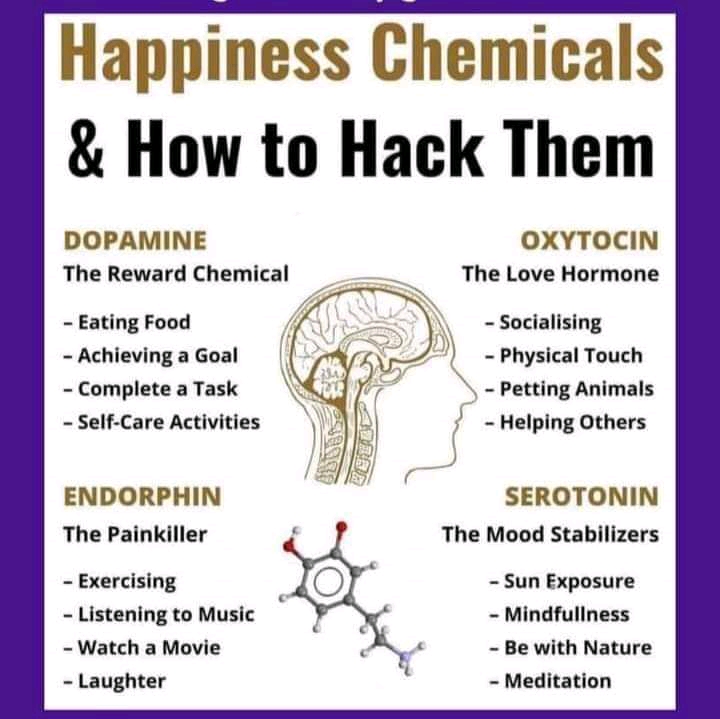 Happiness Chemicals
& How to Hack Them
DOPAMINE
The Reward Chemical
- Eating Food
- Achieving a Goal
- Complete a Task
- Self-Care Activities
OXYTOCIN
The Love Hormone
- Socialising
- Physical Touch
- Petting Animals
- Helping Others
ENDORPHIN
The Painkiller
- Exercising
- Listening to Music
- Watch a Movie
- Laughter
SEROTONIN
The Mood Stabilizers
- Sun Exposure
- Mindfullness
- Be with Nature
- Meditation